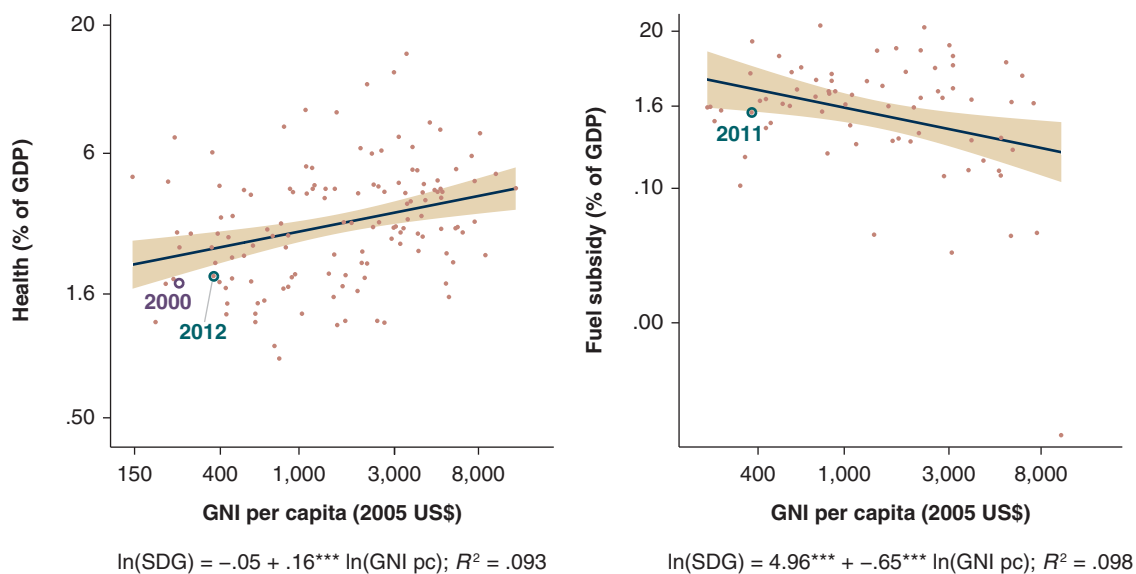 Health (% of GDP)
20
6
1.6
.50
2000
2012
150 400 1,000 3,000 8,000
GNI per capita (2005 US$)
ln(SDG) = –.05 + .16*** ln(GNI pc); R² = .093
Fuel subsidy (% of GDP)
20
1.6
.10
.00
2011
400 1,000 3,000 8,000
GNI per capita (2005 US$)
ln(SDG) = 4.96*** + –.65*** ln(GNI pc); R² = .098